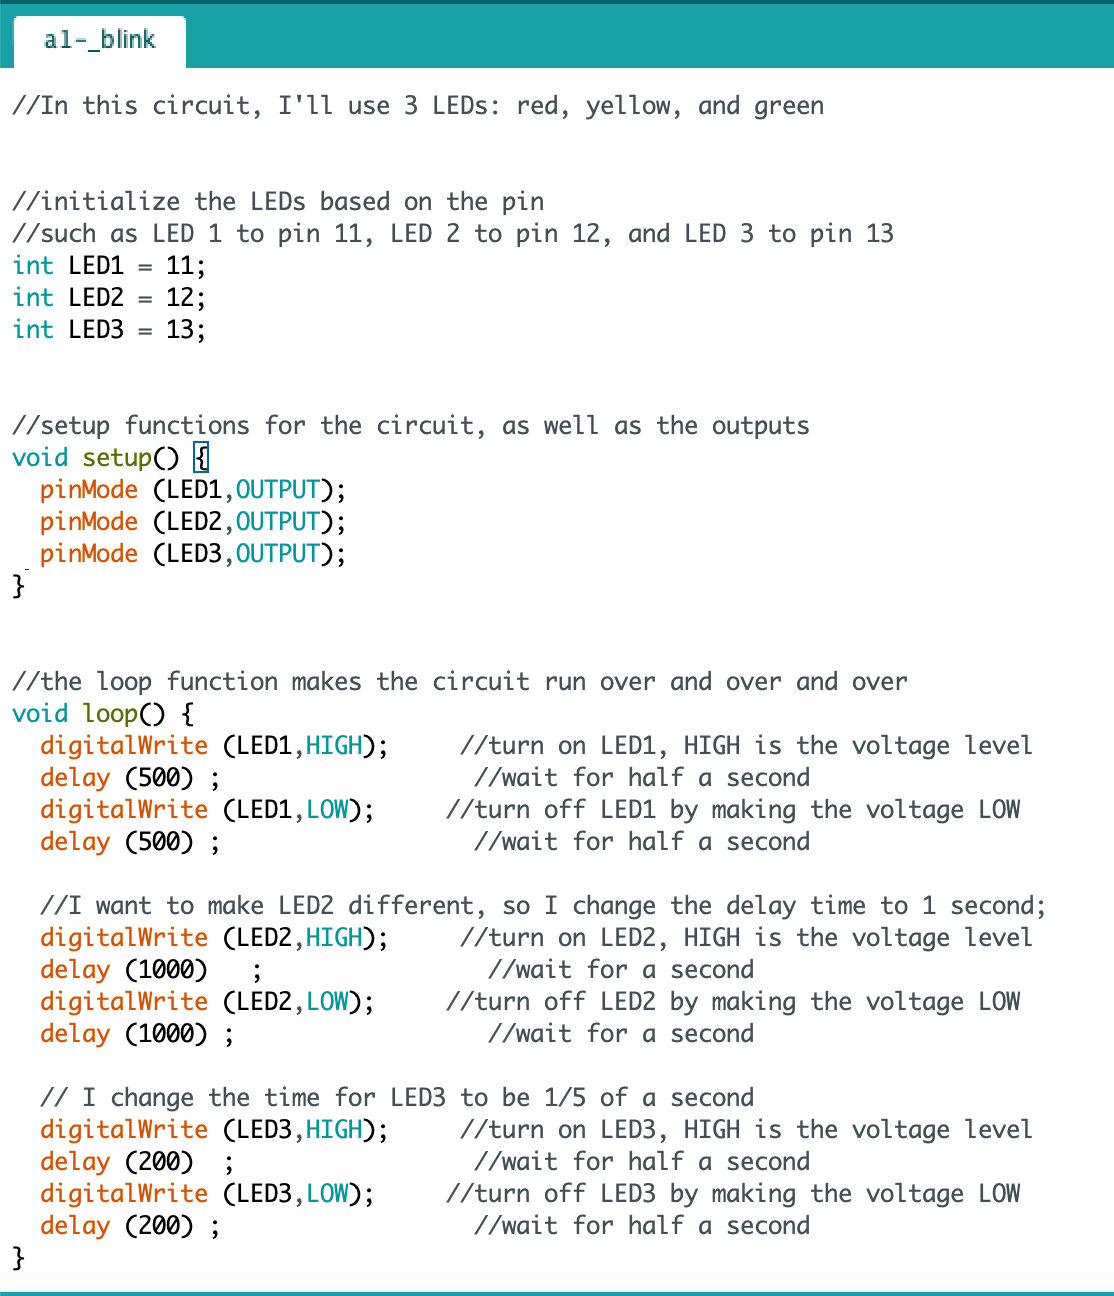 a1-_blink
//In this circuit, I'll use 3 LEDs: red, yellow, and green
//initialize the LEDs based on the pin
//such as LED 1 to pin 11, LED 2 to pin 12, and LED 3 to pin 13
int LED1 = 11;
int LED2 = 12;
int LED3 = 13;
//setup functions for the circuit, as well as the outputs
void setup() {
  pinMode (LED1,OUTPUT);
  pinMode (LED2,OUTPUT);
  pinMode (LED3,OUTPUT);
}
//the loop function makes the circuit run over and over and over
void loop() {
  digitalWrite (LED1,HIGH);     //turn on LED1, HIGH is the voltage level
  delay (500) ;                  //wait for half a second
  digitalWrite (LED1,LOW);     //turn off LED1 by making the voltage LOW
  delay (500) ;                  //wait for half a second
  //I want to make LED2 different, so I change the delay time to 1 second;
  digitalWrite (LED2,HIGH);     //turn on LED2, HIGH is the voltage level
  delay (1000)   ;                //wait for a second
  digitalWrite (LED2,LOW);     //turn off LED2 by making the voltage LOW
  delay (1000) ;                  //wait for a second
  // I change the time for LED3 to be 1/5 of a second
  digitalWrite (LED3,HIGH);     //turn on LED3, HIGH is the voltage level
  delay (200)  ;                 //wait for half a second
  digitalWrite (LED3,LOW);     //turn off LED3 by making the voltage LOW
  delay (200) ;                  //wait for half a second
}